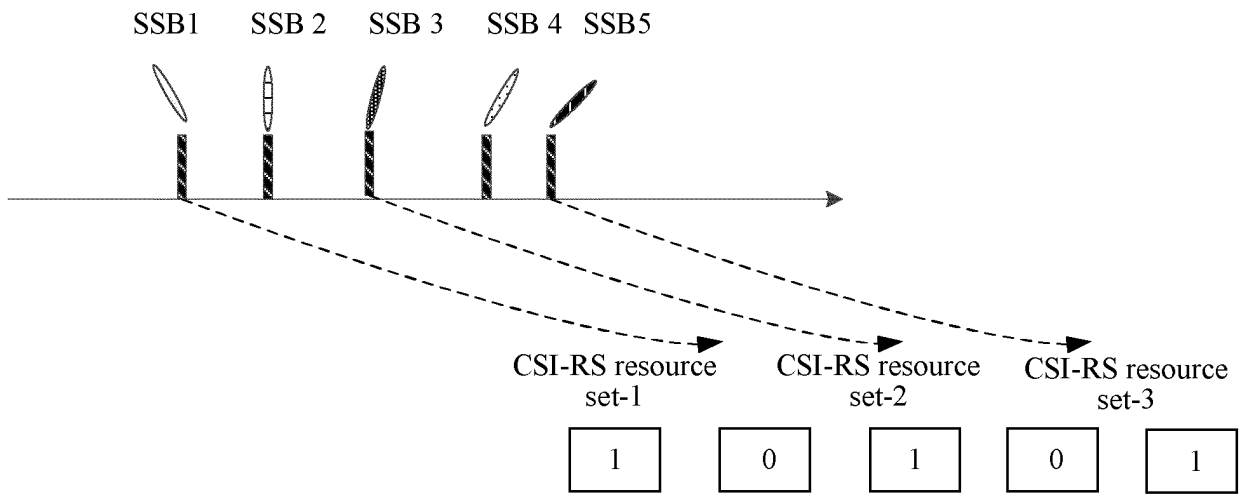 SSB1 SSB 2 SSB 3 SSB 4 SSB5
CSI-RS resource
set-1
CSI-RS resource
set-2
CSI-RS resource
set-3
1 0 1 0 1